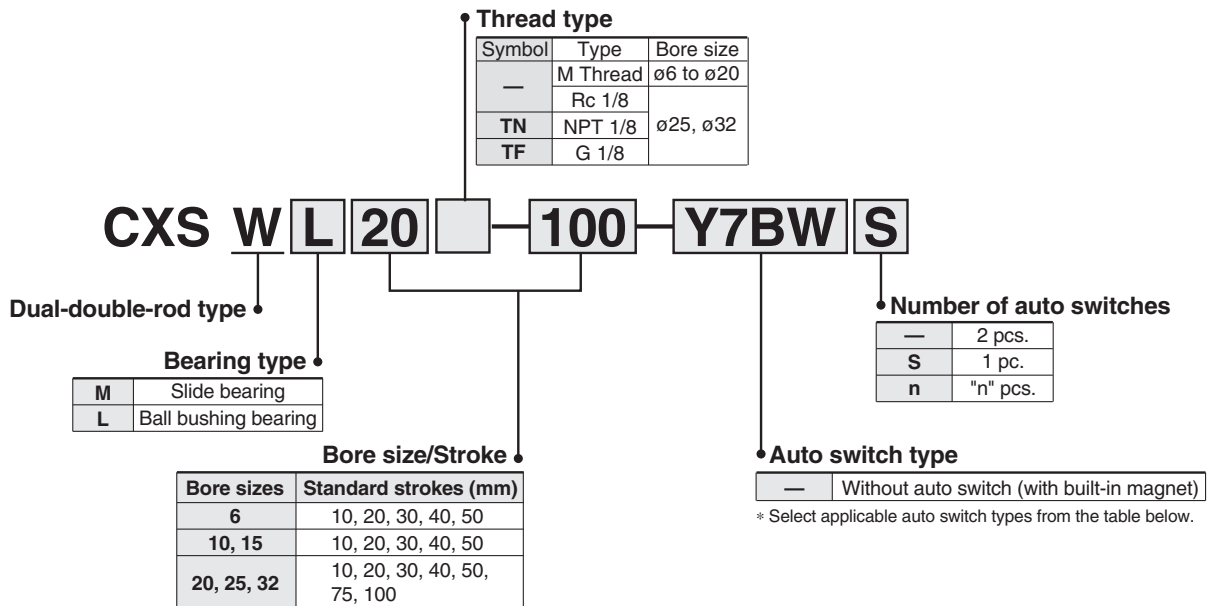 Thread type
Symbol Type Bore size
— M Thread ø6 to ø20
Rc 1/8 ø25, ø32
TN NPT 1/8
TF G 1/8
CXS W L 20 — 100 — Y7BW S
Dual-double-rod type
Number of auto switches
— 2 pcs.
S 1 pc.
n "n" pcs.
Bearing type
M Slide bearing
L Ball bushing bearing
Bore size/Stroke
Bore sizes Standard strokes (mm)
6 10, 20, 30, 40, 50
10, 15 10, 20, 30, 40, 50
20, 25, 32 10, 20, 30, 40, 50,
75, 100
Auto switch type
— Without auto switch (with built-in magnet)
∗ Select applicable auto switch types from the table below.